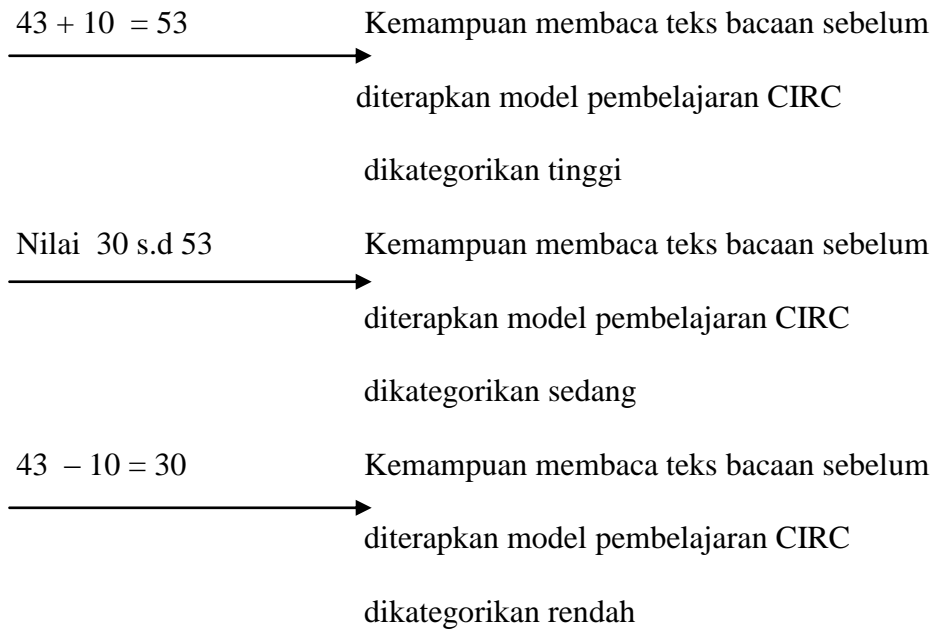 43 + 10 = 53 Kemampuan membaca teks bacaan sebelum
diterapkan model pembelajaran CIRC
dikategorikan tinggi
Nilai 30 s.d 53 Kemampuan membaca teks bacaan sebelum
diterapkan model pembelajaran CIRC
dikategorikan sedang
43 – 10 = 30 Kemampuan membaca teks bacaan sebelum
diterapkan model pembelajaran CIRC
dikategorikan rendah